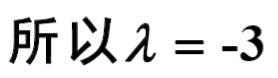 所以λ = -3